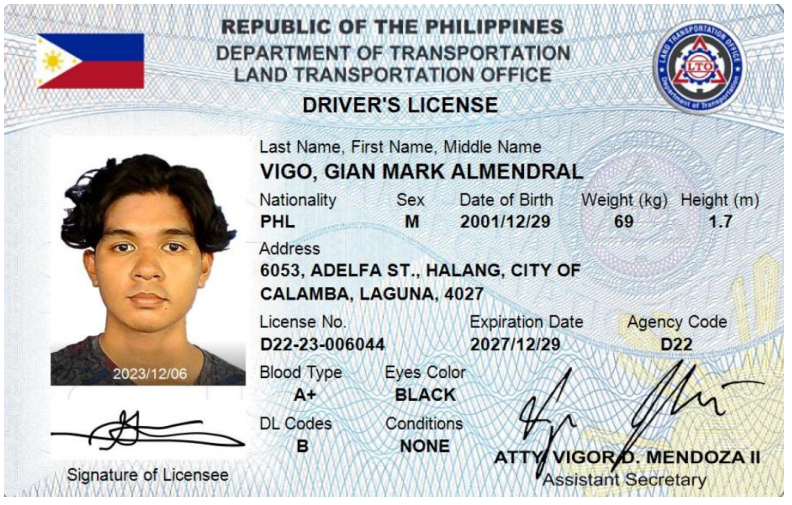 REPUBLIC OF THE PHILIPPINES
DEPARTMENT OF TRANSPORTATION
LAND TRANSPORTATION OFFICE
DRIVER'S LICENSE
LAND TRANSPORTATION OFFICE
LTO
Department of Transportation
Last Name, First Name, Middle Name
VIGO, GIAN MARK ALMENDRAL
Nationality Sex Date of Birth Weight (kg) Height (m)
PHL M 2001/12/29 69 1.7
Address
6053, ADELFA ST., HALANG, CITY OF
CALAMBA, LAGUNA, 4027
License No. Expiration Date Agency Code
D22-23-006044 2027/12/29 D22
2023/12/06
Blood Type Eyes Color
A+ BLACK
DL Codes Conditions
B NONE
ATTY VIGOR D. MENDOZA II
Assistant Secretary
Signature of Licensee